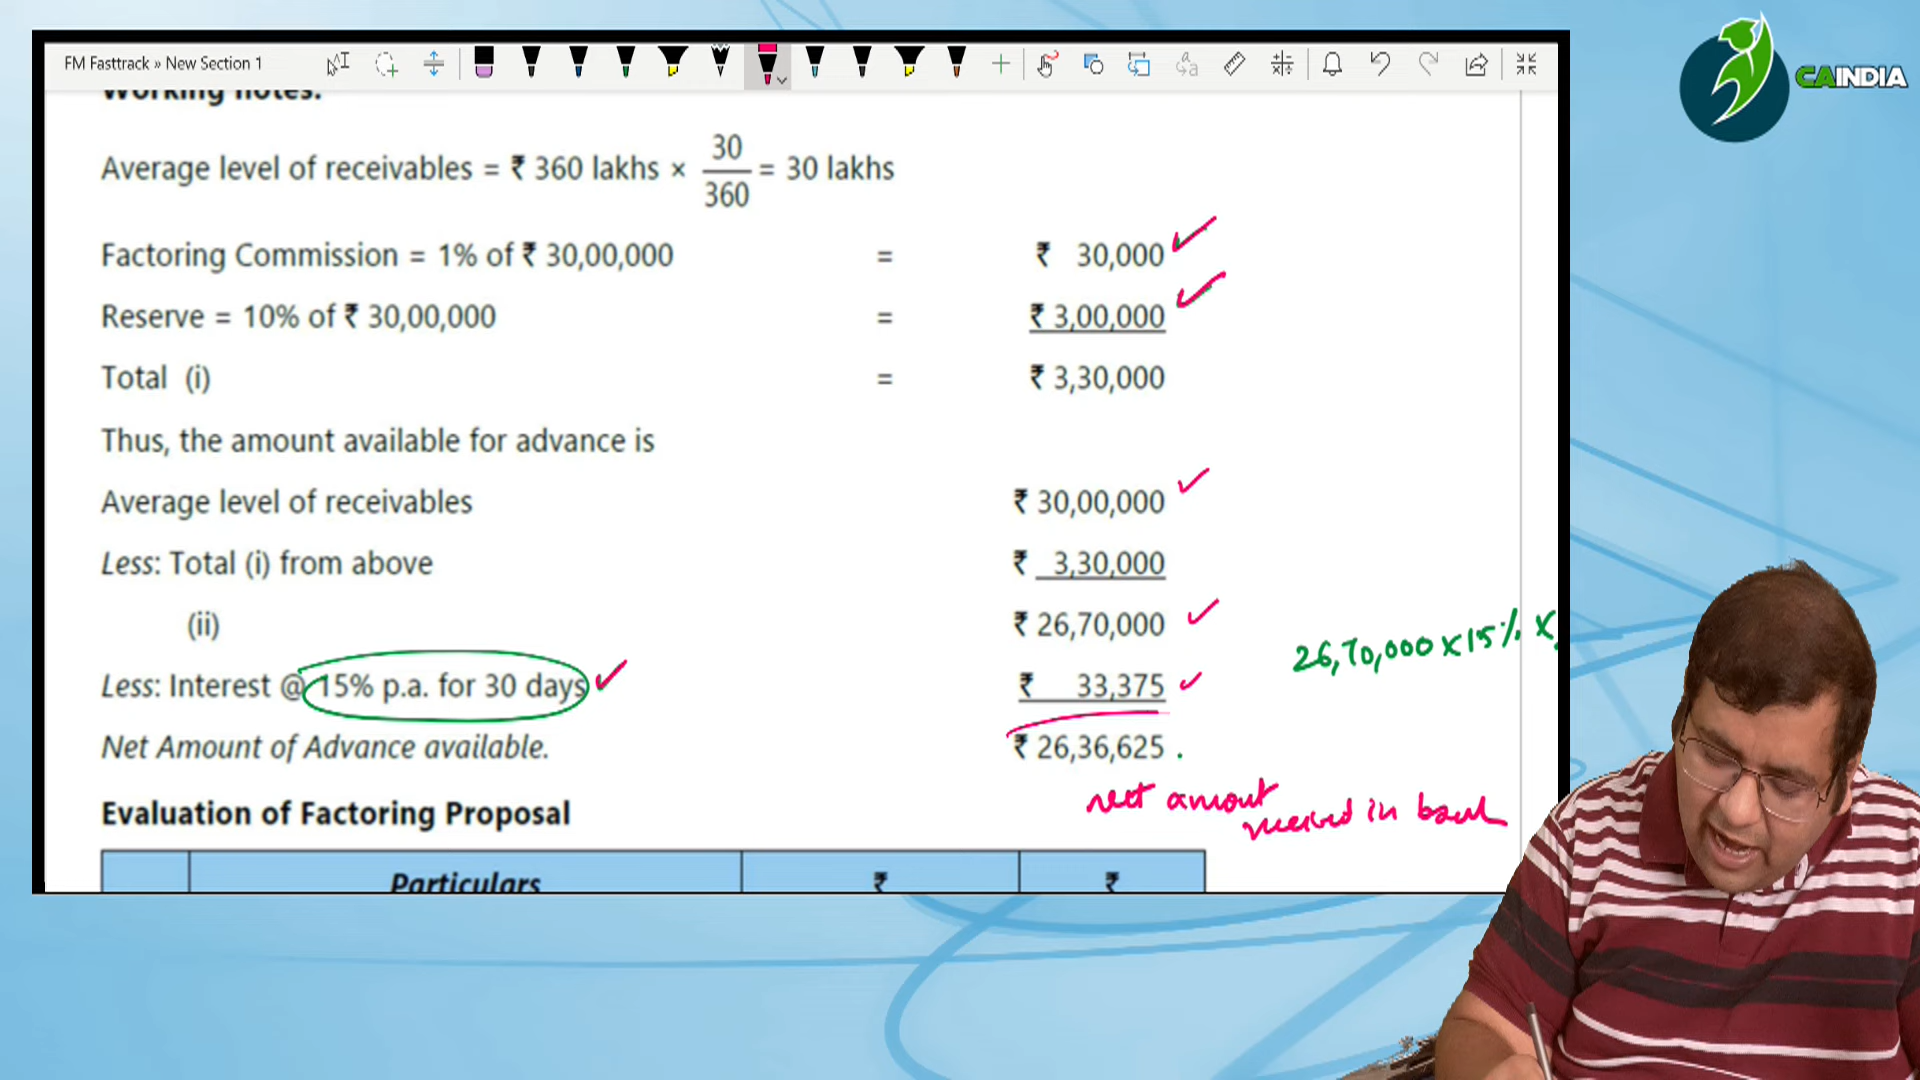 FM Fasttrack » New Section 1
CAINDIA
Working notes:
Average level of receivables = ₹ 360 lakhs × 30/360 = 30 lakhs
Factoring Commission = 1% of ₹ 30,00,000 = ₹ 30,000
Reserve = 10% of ₹ 30,00,000 = ₹ 3,00,000
Total (i) = ₹ 3,30,000
Thus, the amount available for advance is
Average level of receivables ₹ 30,00,000
Less: Total (i) from above ₹ 3,30,000
(ii) ₹ 26,70,000
26,70,000 × 15% ×
Less: Interest @ 15% p.a. for 30 days ₹ 33,375
Net Amount of Advance available. ₹ 26,36,625 .
net amout
received in bank
Evaluation of Factoring Proposal
Particulars ₹ ₹